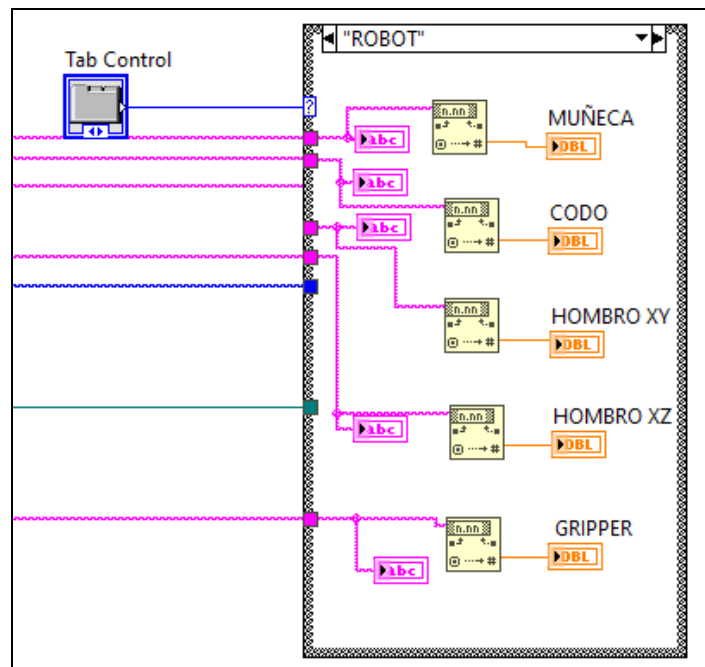 "ROBOT"
Tab Control
?
n.nn
MUÑECA
abc
#
DBL
abc
n.nn
CODO
abc
#
DBL
n.nn
HOMBRO XY
#
DBL
n.nn
HOMBRO XZ
abc
#
DBL
n.nn
GRIPPER
#
DBL
abc